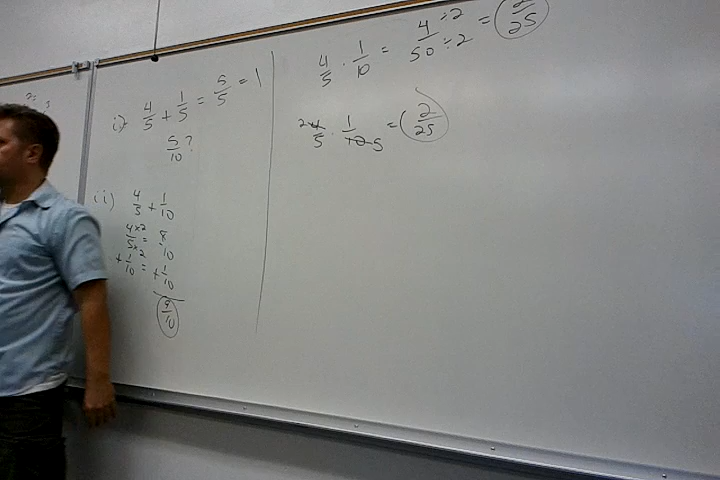 i) 4/5 + 1/5 = 5/5 = 1
5/10 ?
ii) 4/5 + 1/10
4×2/5×2 = 8/10
+ 1/10 = + 1/10
9/10
4/5 · 1/10 = 4÷2/50÷2 = 2/25
2 4/5 · 1/10 5 = 2/25